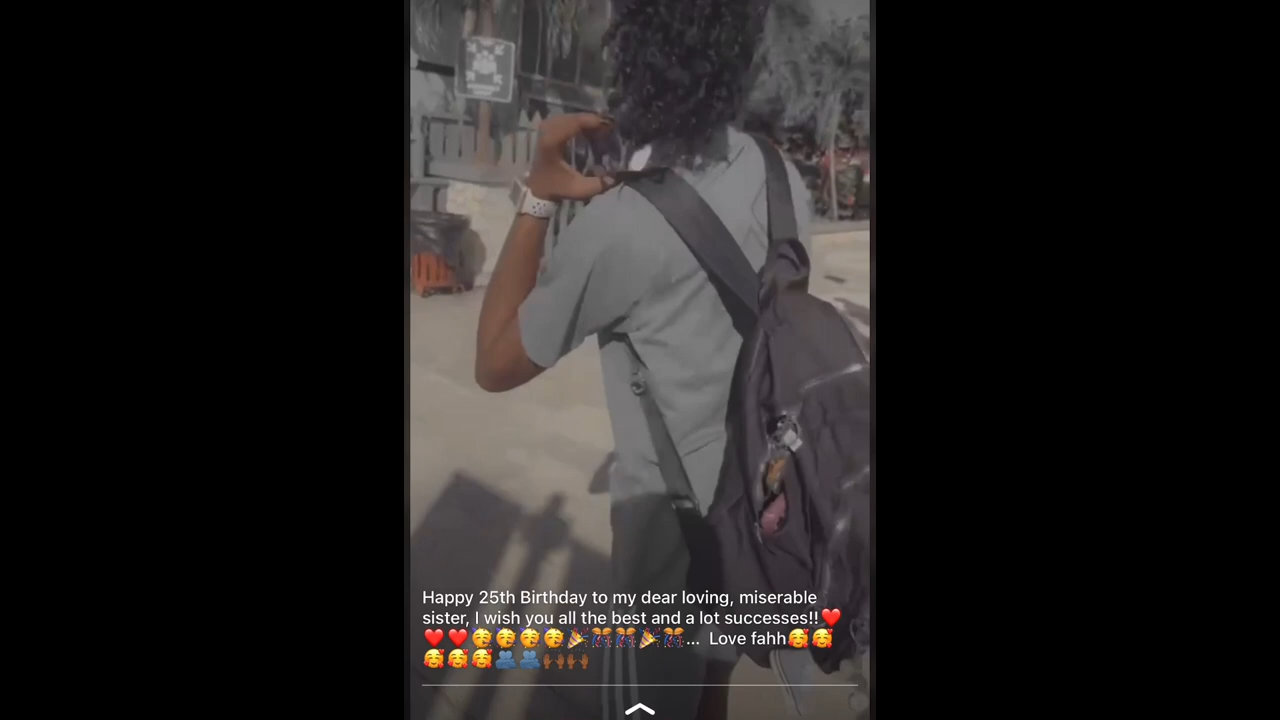 Happy 25th Birthday to my dear loving, miserable
sister, I wish you all the best and a lot successes!!❤️
❤️❤️🥳🥳🥳🥳🎉🎊🎊🎉🎊... Love fahh🥰🥰
🥰🥰🥰🫂🫂🙌🏾🙌🏾